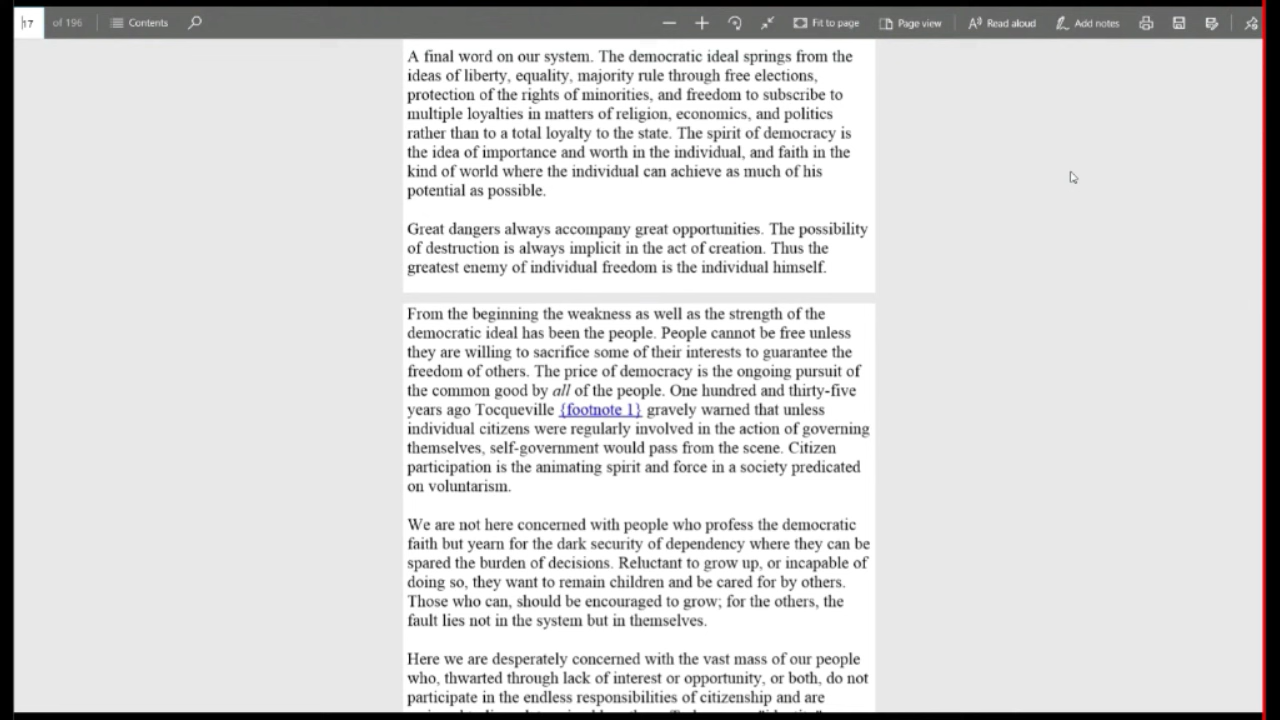 17 of 196 Contents Fit to page Page view Read aloud Add notes
A final word on our system. The democratic ideal springs from the
ideas of liberty, equality, majority rule through free elections,
protection of the rights of minorities, and freedom to subscribe to
multiple loyalties in matters of religion, economics, and politics
rather than to a total loyalty to the state. The spirit of democracy is
the idea of importance and worth in the individual, and faith in the
kind of world where the individual can achieve as much of his
potential as possible.
Great dangers always accompany great opportunities. The possibility
of destruction is always implicit in the act of creation. Thus the
greatest enemy of individual freedom is the individual himself.
From the beginning the weakness as well as the strength of the
democratic ideal has been the people. People cannot be free unless
they are willing to sacrifice some of their interests to guarantee the
freedom of others. The price of democracy is the ongoing pursuit of
the common good by all of the people. One hundred and thirty-five
years ago Tocqueville {footnote 1} gravely warned that unless
individual citizens were regularly involved in the action of governing
themselves, self-government would pass from the scene. Citizen
participation is the animating spirit and force in a society predicated
on voluntarism.
We are not here concerned with people who profess the democratic
faith but yearn for the dark security of dependency where they can be
spared the burden of decisions. Reluctant to grow up, or incapable of
doing so, they want to remain children and be cared for by others.
Those who can, should be encouraged to grow; for the others, the
fault lies not in the system but in themselves.
Here we are desperately concerned with the vast mass of our people
who, thwarted through lack of interest or opportunity, or both, do not
participate in the endless responsibilities of citizenship and are